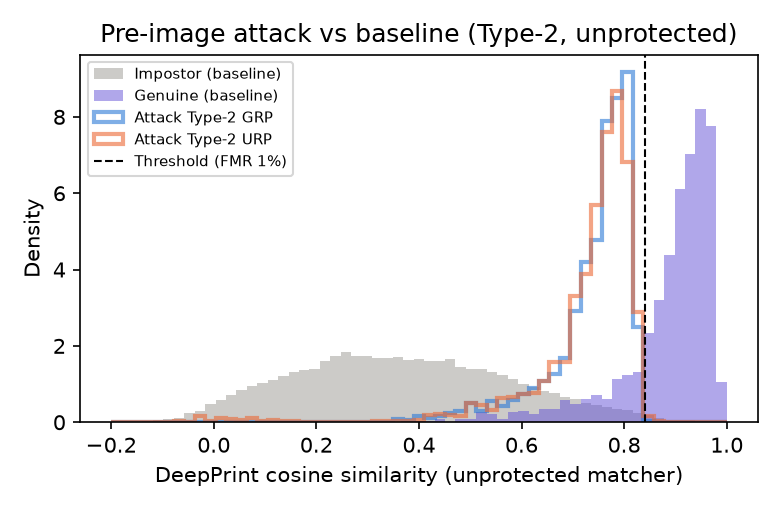 Pre-image attack vs baseline (Type-2, unprotected)
Impostor (baseline)
Genuine (baseline)
Attack Type-2 GRP
Attack Type-2 URP
Threshold (FMR 1%)
Density
8
6
4
2
0
−0.2 0.0 0.2 0.4 0.6 0.8 1.0
DeepPrint cosine similarity (unprotected matcher)